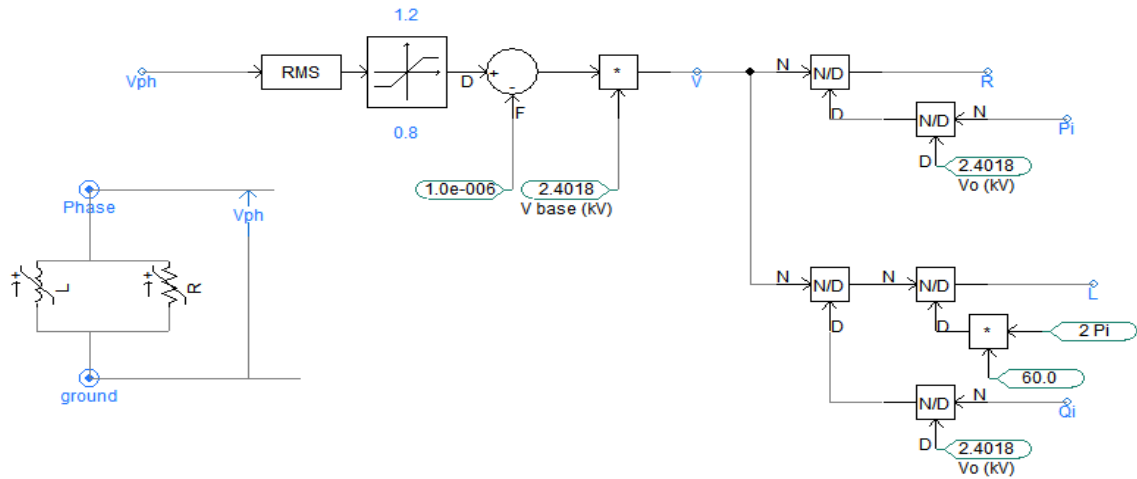 1.2
Vph
RMS
D
+
-
F
*
V
N
N/D
R
0.8
D
N/D
N
Pi
1.0e-006
2.4018
V base (kV)
D
2.4018
Vo (kV)
Phase
Vph
+
L
+
R
ground
N
N/D
N
N/D
L
D
D
*
2 Pi
60.0
N/D
N
Qi
D
2.4018
Vo (kV)